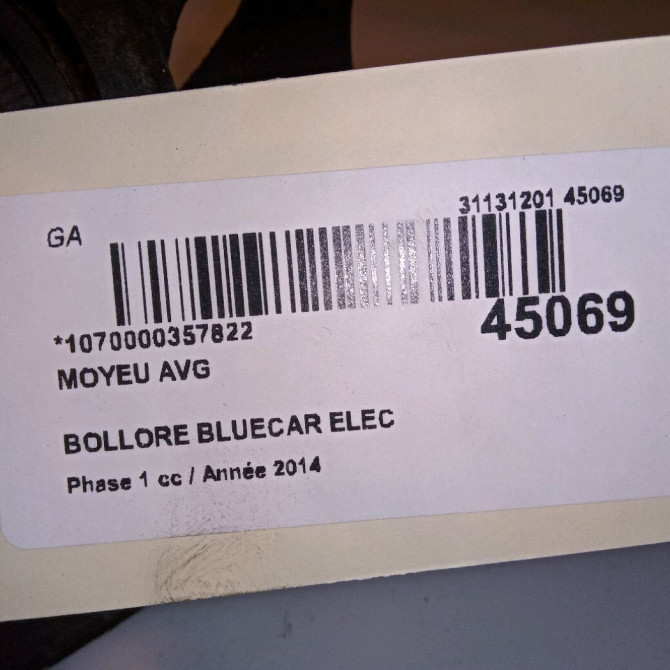 31131201 45069
GA
*1070000357822
45069
MOYEU AVG
BOLLORE BLUECAR ELEC
Phase 1 cc / Année 2014